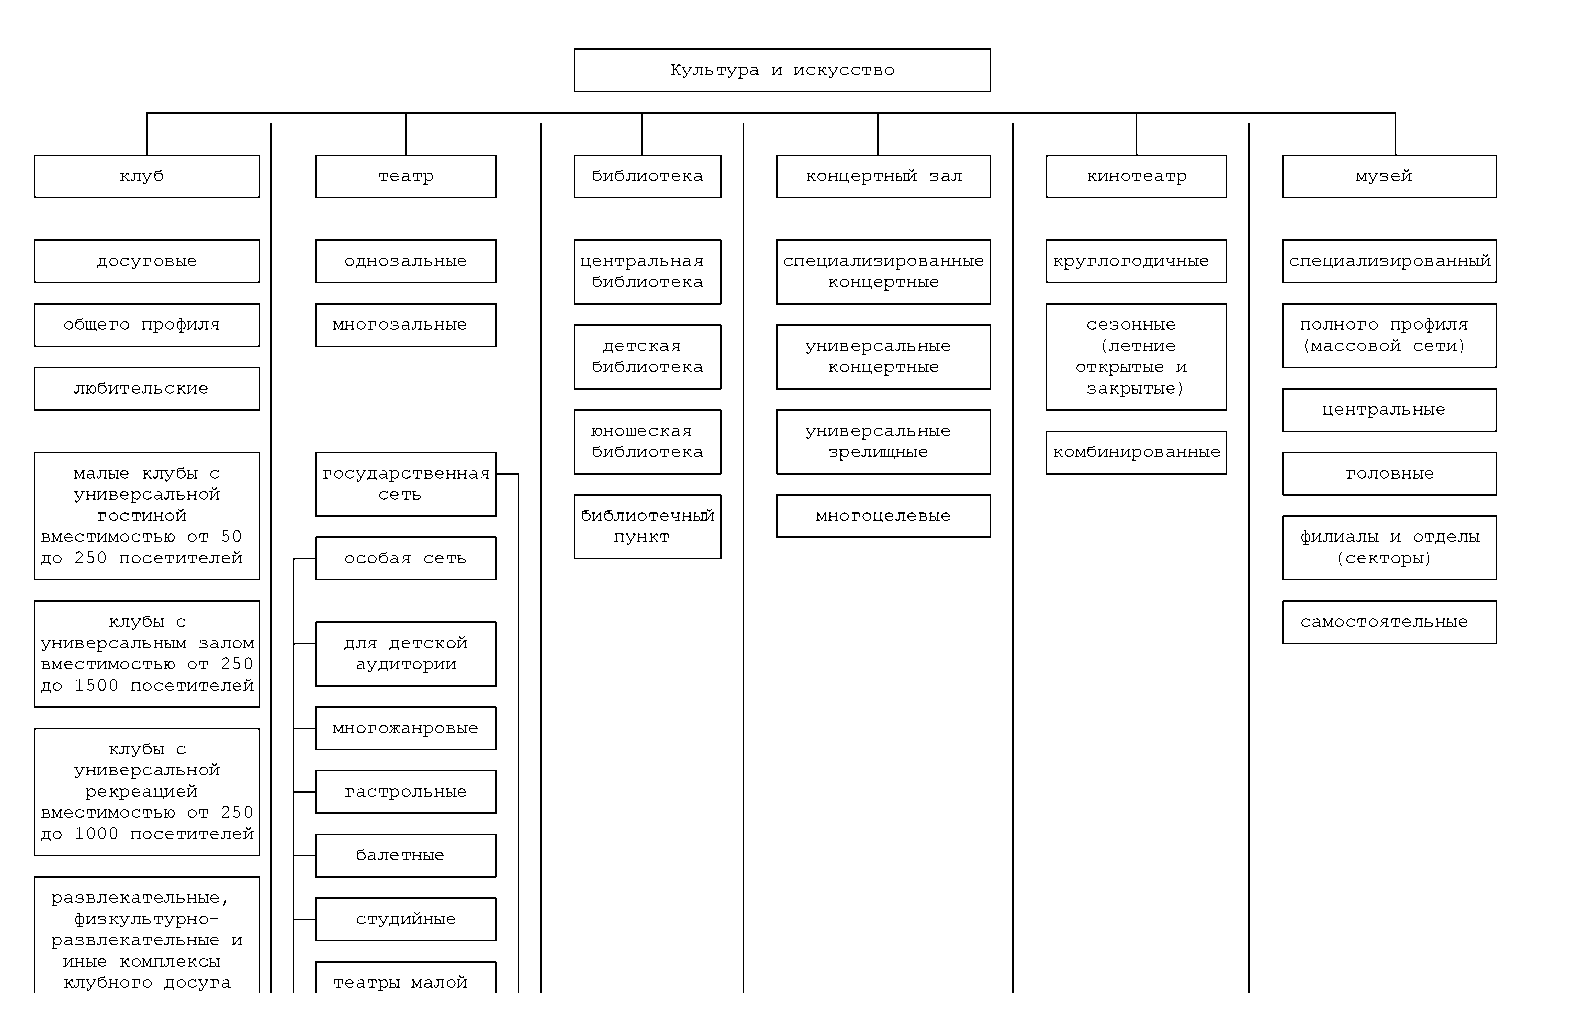 Культура и искусство
клуб
театр
библиотека
концертный зал
кинотеатр
музей
досуговые
общего профиля
любительские
малые клубы с
универсальной
гостиной
вместимостью от 50
до 250 посетителей
клубы с
универсальным залом
вместимостью от 250
до 1500 посетителей
клубы с
универсальной
рекреацией
вместимостью от 250
до 1000 посетителей
развлекательные,
физкультурно-
развлекательные и
иные комплексы
клубного досуга
однозальные
многозальные
государственная
сеть
особая сеть
для детской
аудитории
многожанровые
гастрольные
балетные
студийные
театры малой
центральная
библиотека
детская
библиотека
юношеская
библиотека
библиотечный
пункт
специализированные
концертные
универсальные
концертные
универсальные
зрелищные
многоцелевые
круглогодичные
сезонные
(летние
открытые и
закрытые)
комбинированные
специализированный
полного профиля
(массовой сети)
центральные
головные
филиалы и отделы
(секторы)
самостоятельные